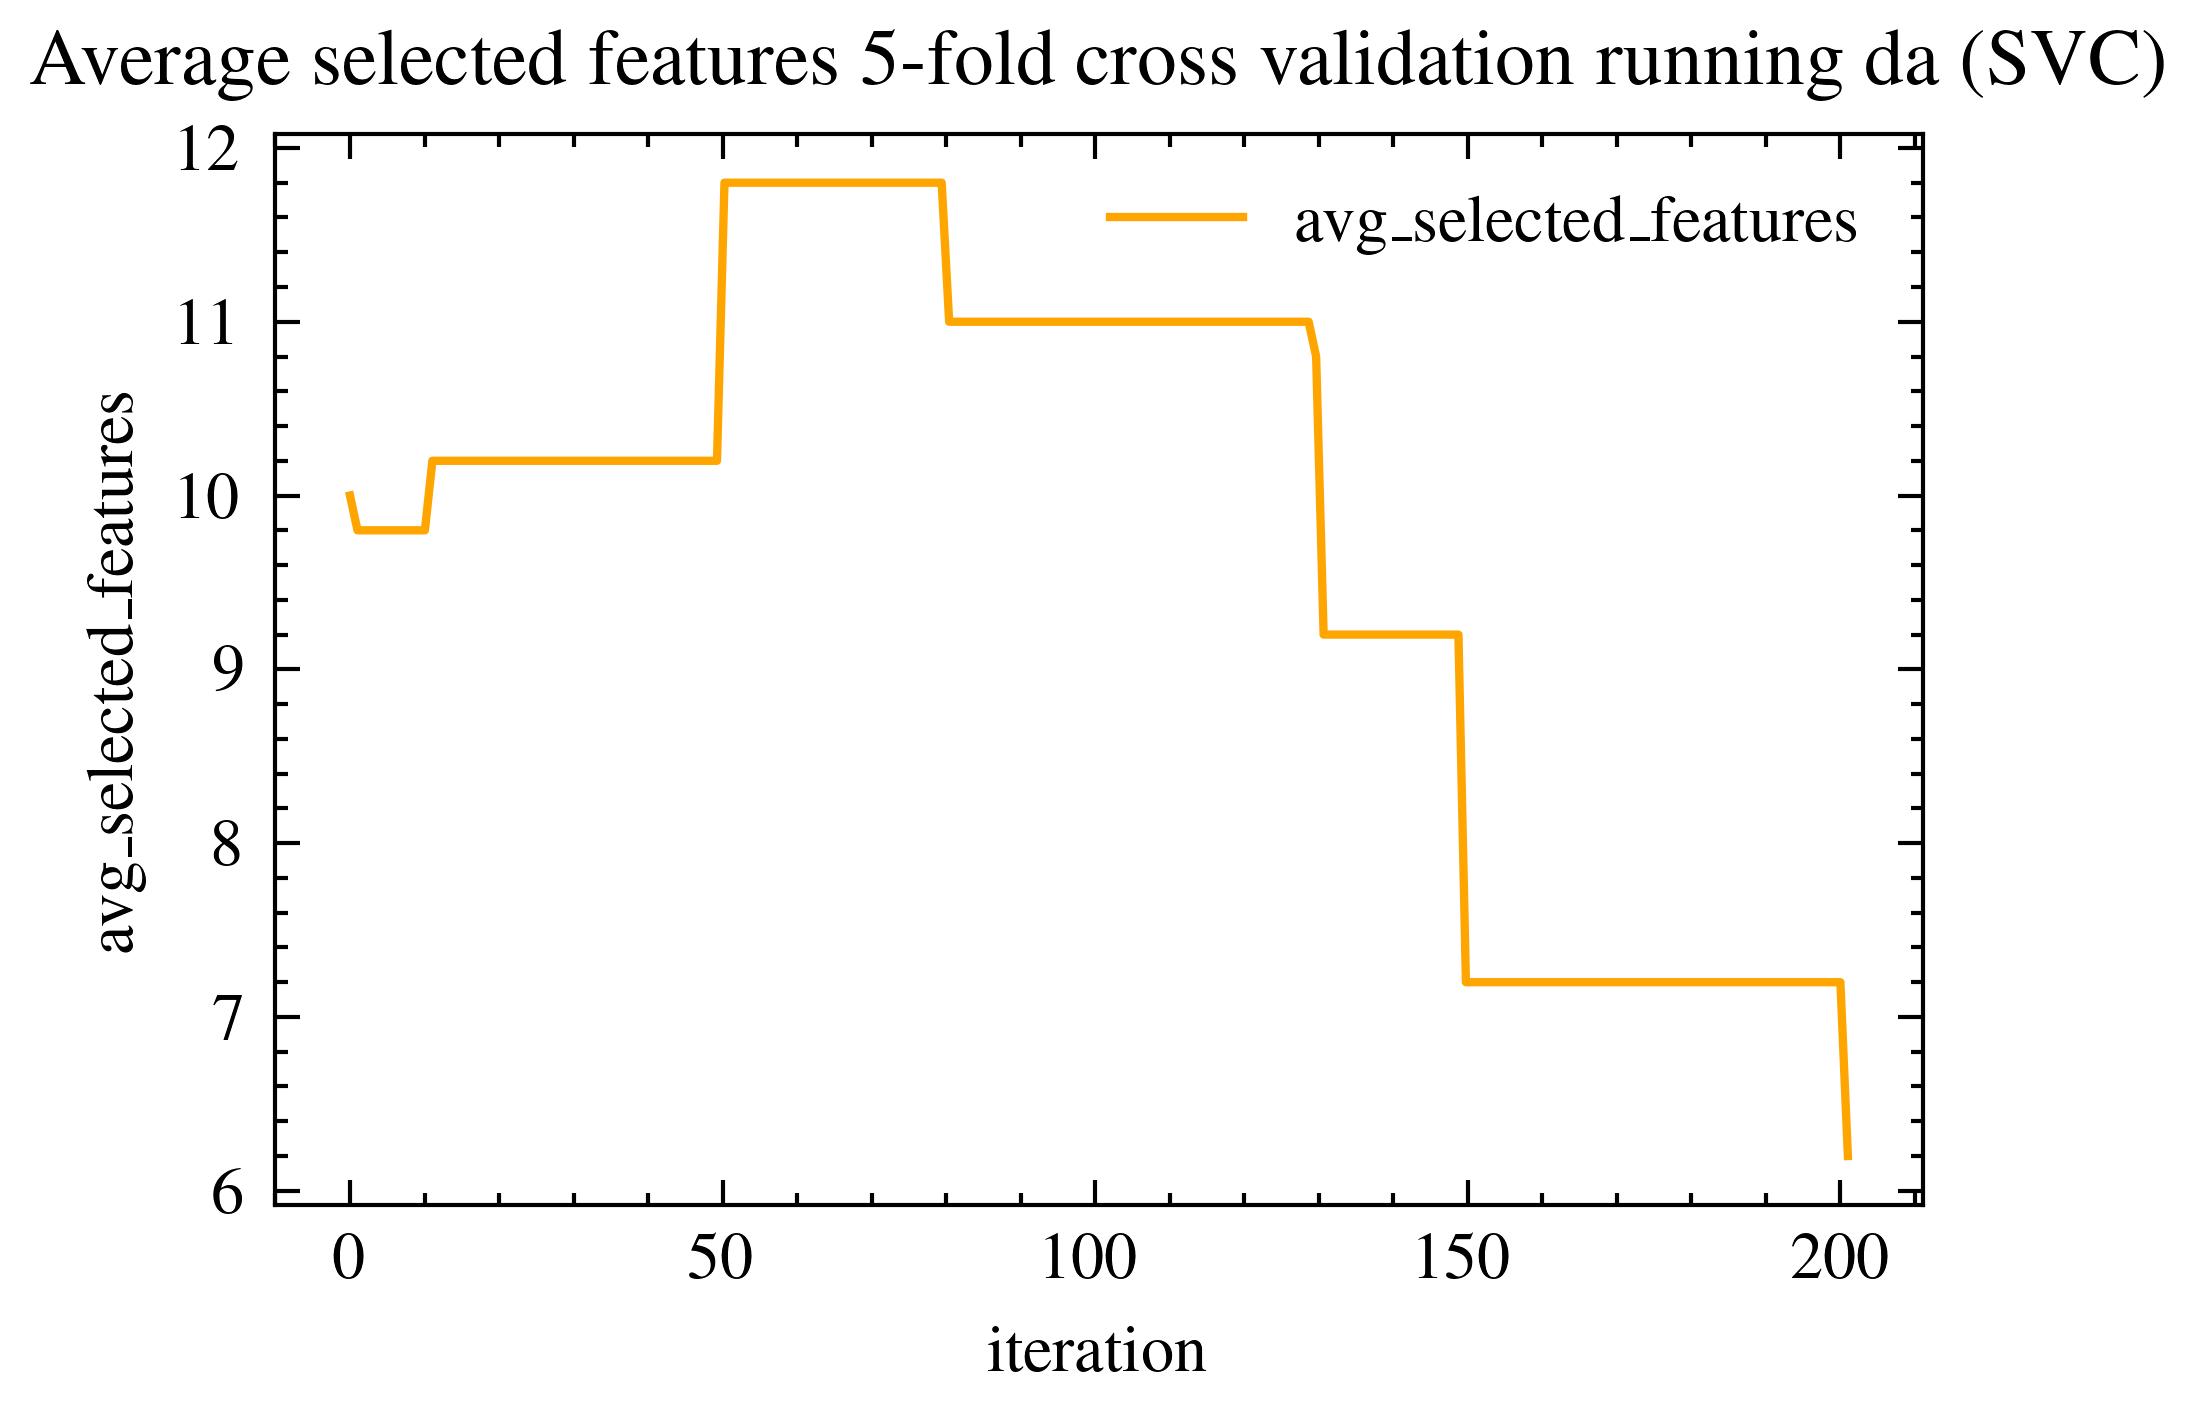 Average selected features 5-fold cross validation running da (SVC)
12
11
10
9
8
7
6
avg_selected_features
avg_selected_features
0 50 100 150 200
iteration